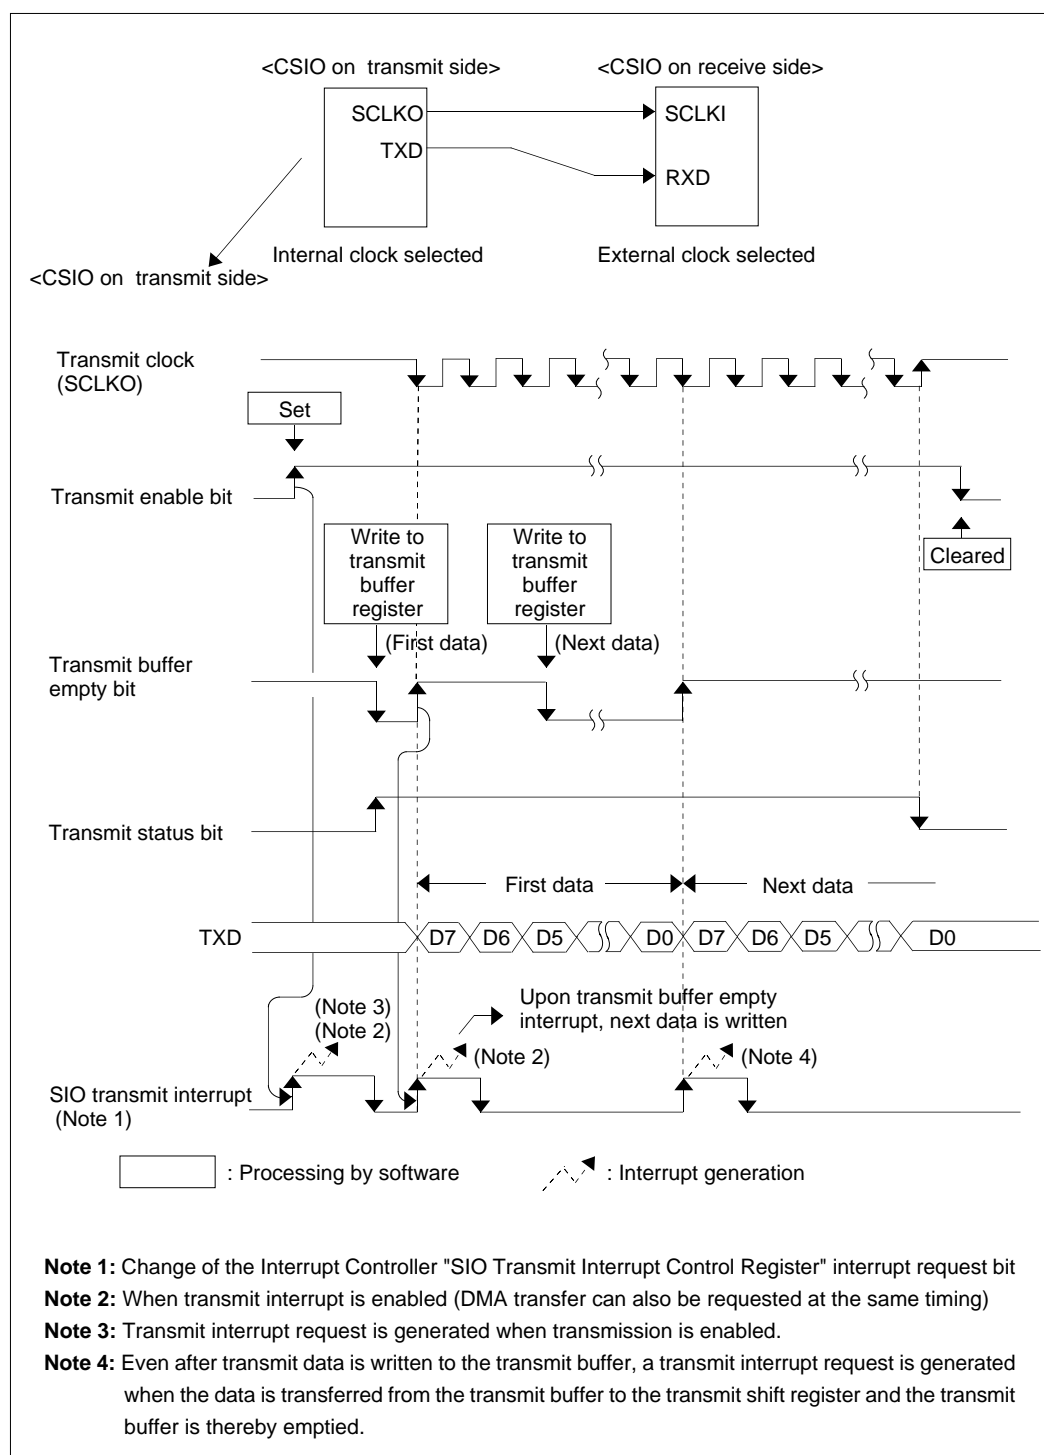 <CSIO on transmit side>
<CSIO on receive side>
SCLKO
SCLKI
TXD
RXD
Internal clock selected
External clock selected
<CSIO on transmit side>
Transmit clock
(SCLKO)
Set
Transmit enable bit
Cleared
Write to
transmit
buffer
register
Write to
transmit
buffer
register
(First data)
(Next data)
Transmit buffer
empty bit
Transmit status bit
First data
Next data
TXD
D7
D6
D5
D0
D7
D6
D5
D0
(Note 3)
(Note 2)
Upon transmit buffer empty
interrupt, next data is written
(Note 2)
(Note 4)
SIO transmit interrupt
(Note 1)
: Processing by software
: Interrupt generation
Note 1: Change of the Interrupt Controller "SIO Transmit Interrupt Control Register" interrupt request bit
Note 2: When transmit interrupt is enabled (DMA transfer can also be requested at the same timing)
Note 3: Transmit interrupt request is generated when transmission is enabled.
Note 4: Even after transmit data is written to the transmit buffer, a transmit interrupt request is generated
when the data is transferred from the transmit buffer to the transmit shift register and the transmit
buffer is thereby emptied.